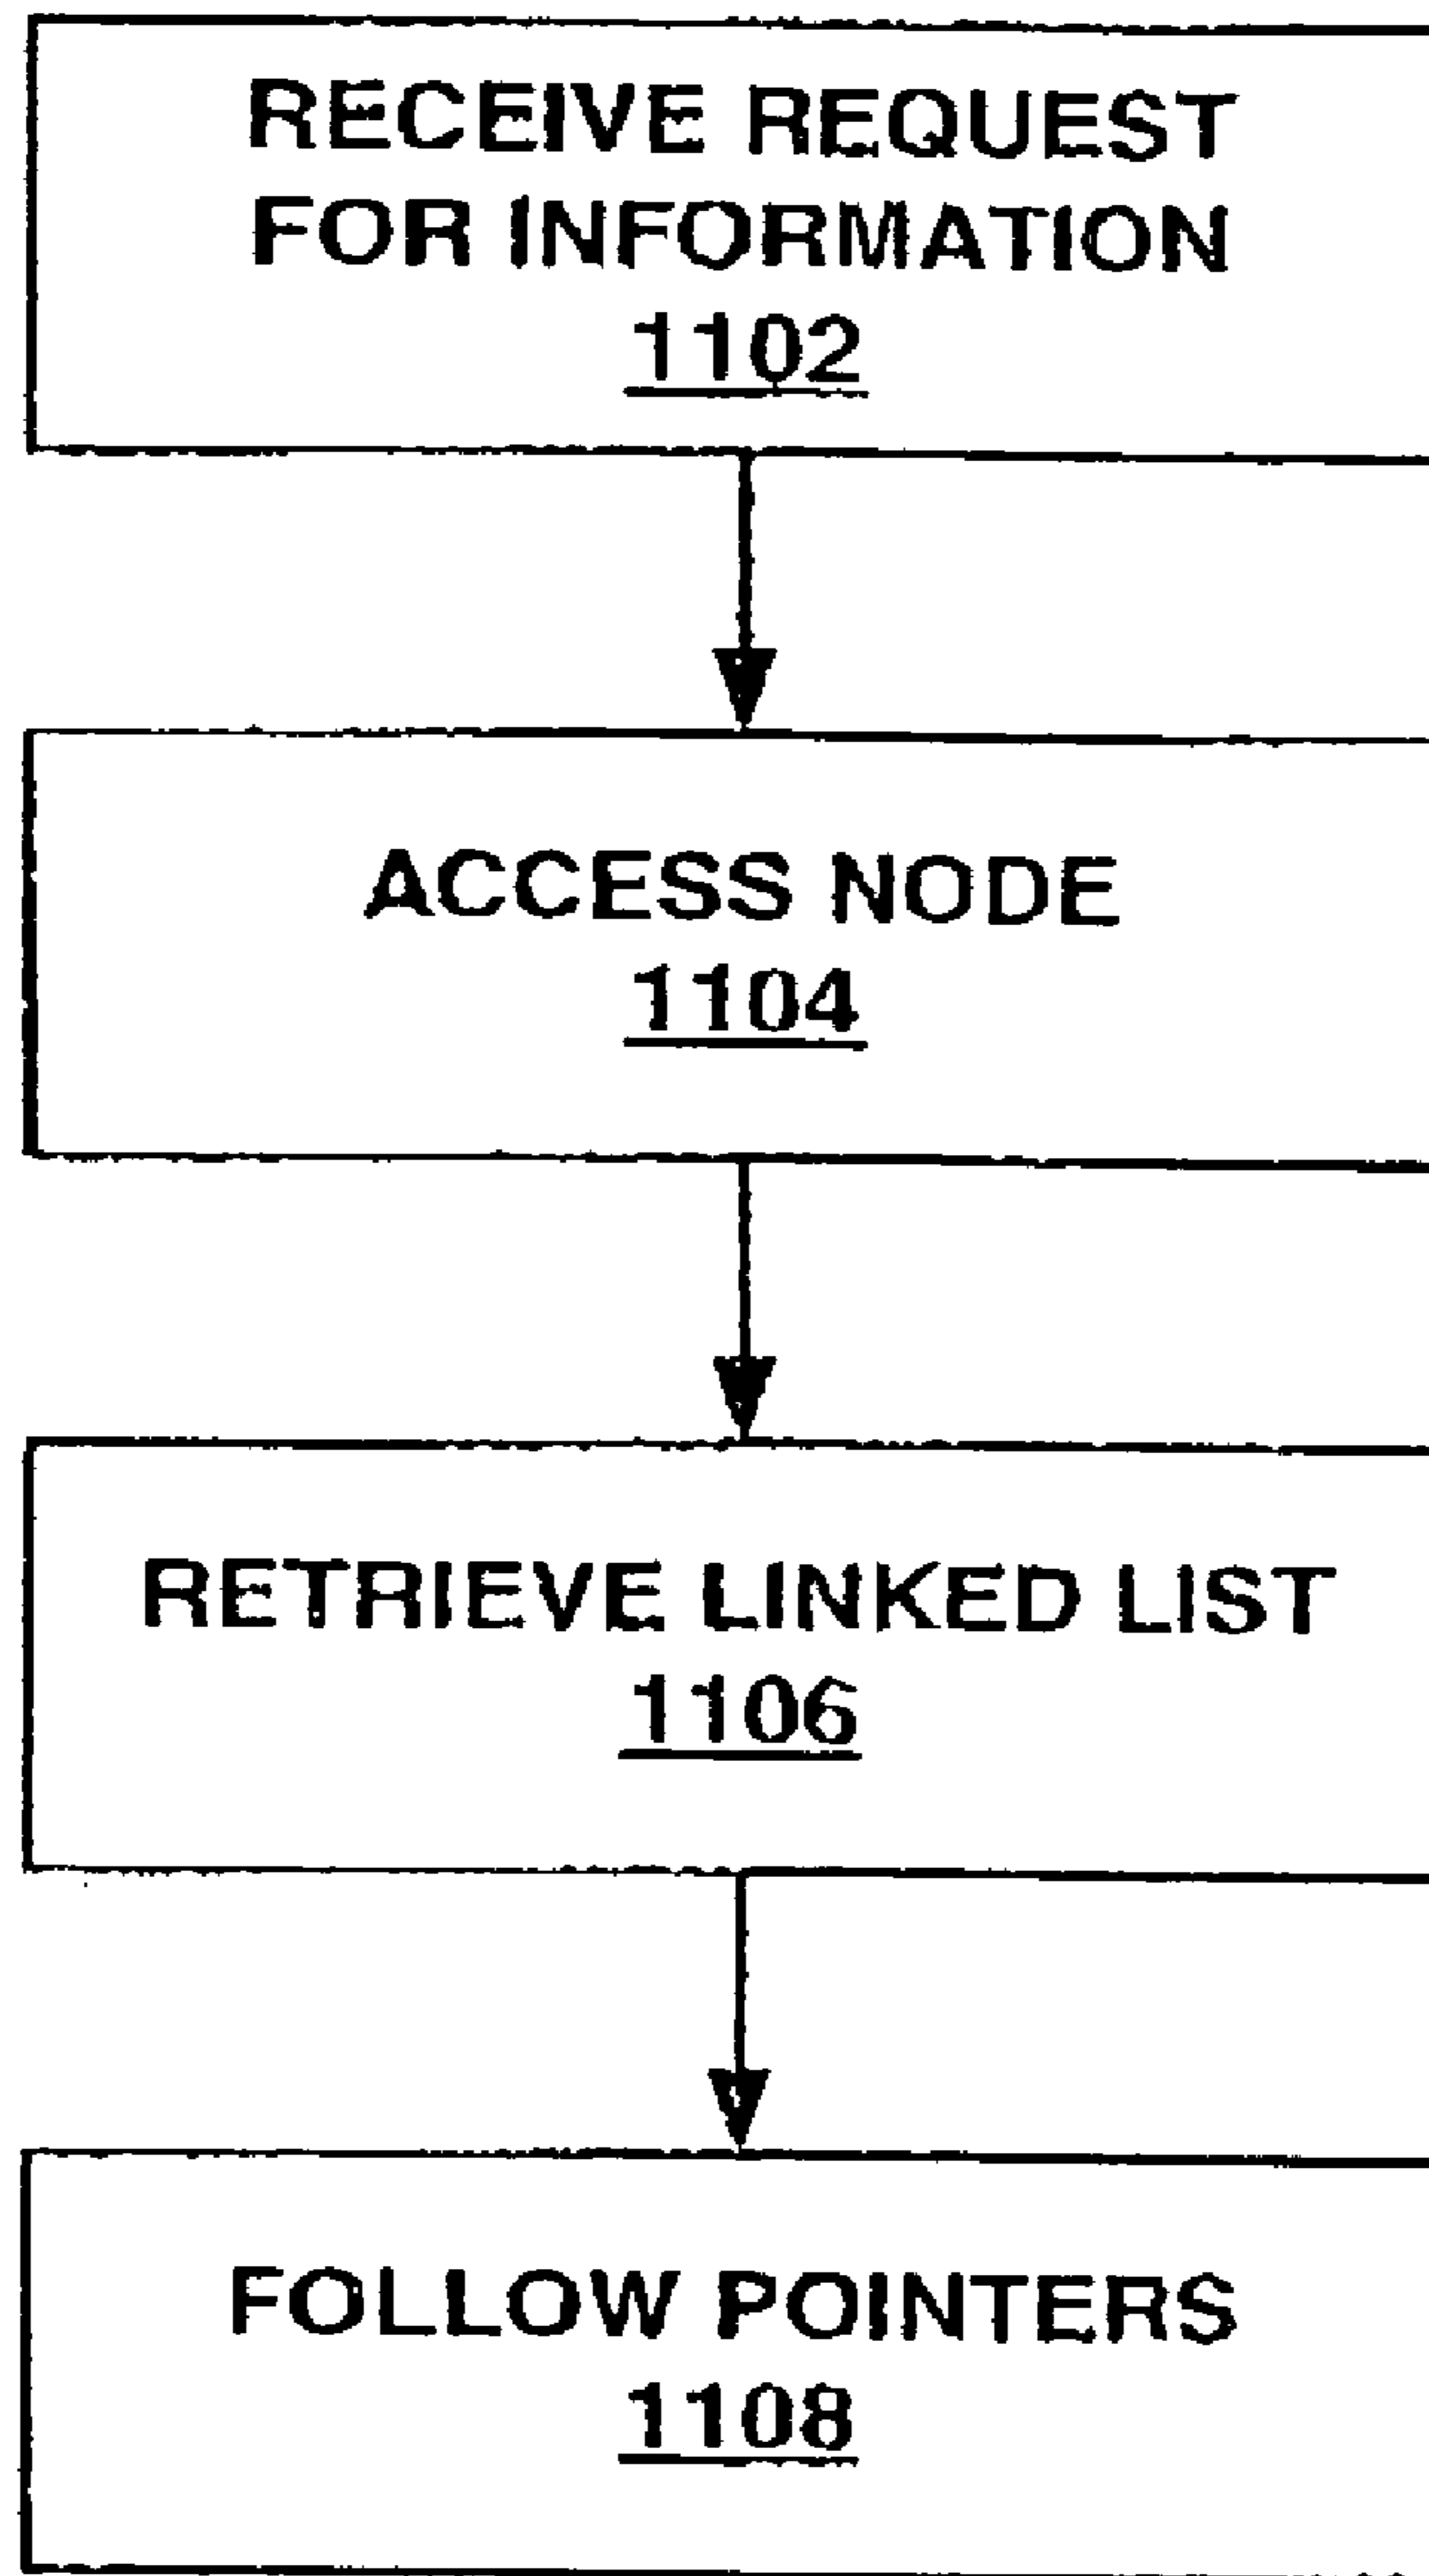 RECEIVE REQUEST
FOR INFORMATION
1102
ACCESS NODE
1104
RETRIEVE LINKED LIST
1106
FOLLOW POINTERS
1108